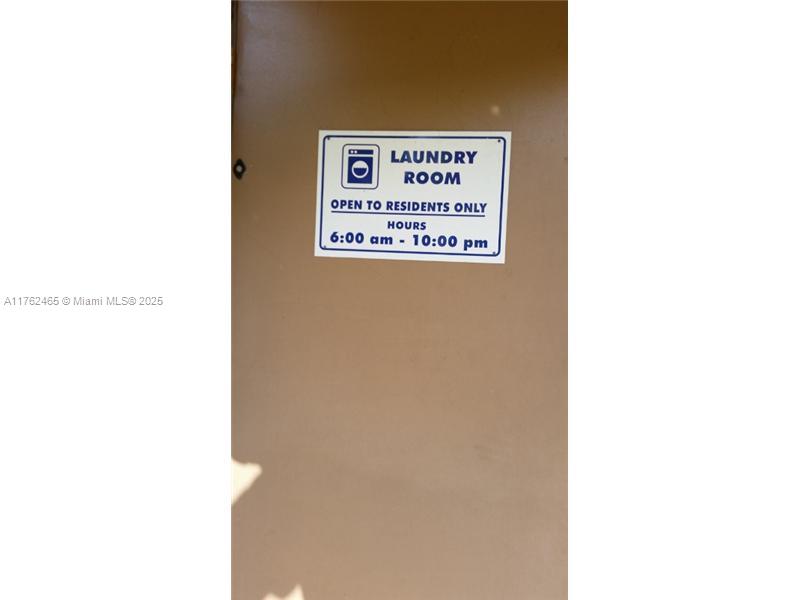 LAUNDRY
ROOM
OPEN TO RESIDENTS ONLY
HOURS
6:00 am - 10:00 pm
A11762465 © Miami MLS® 2025